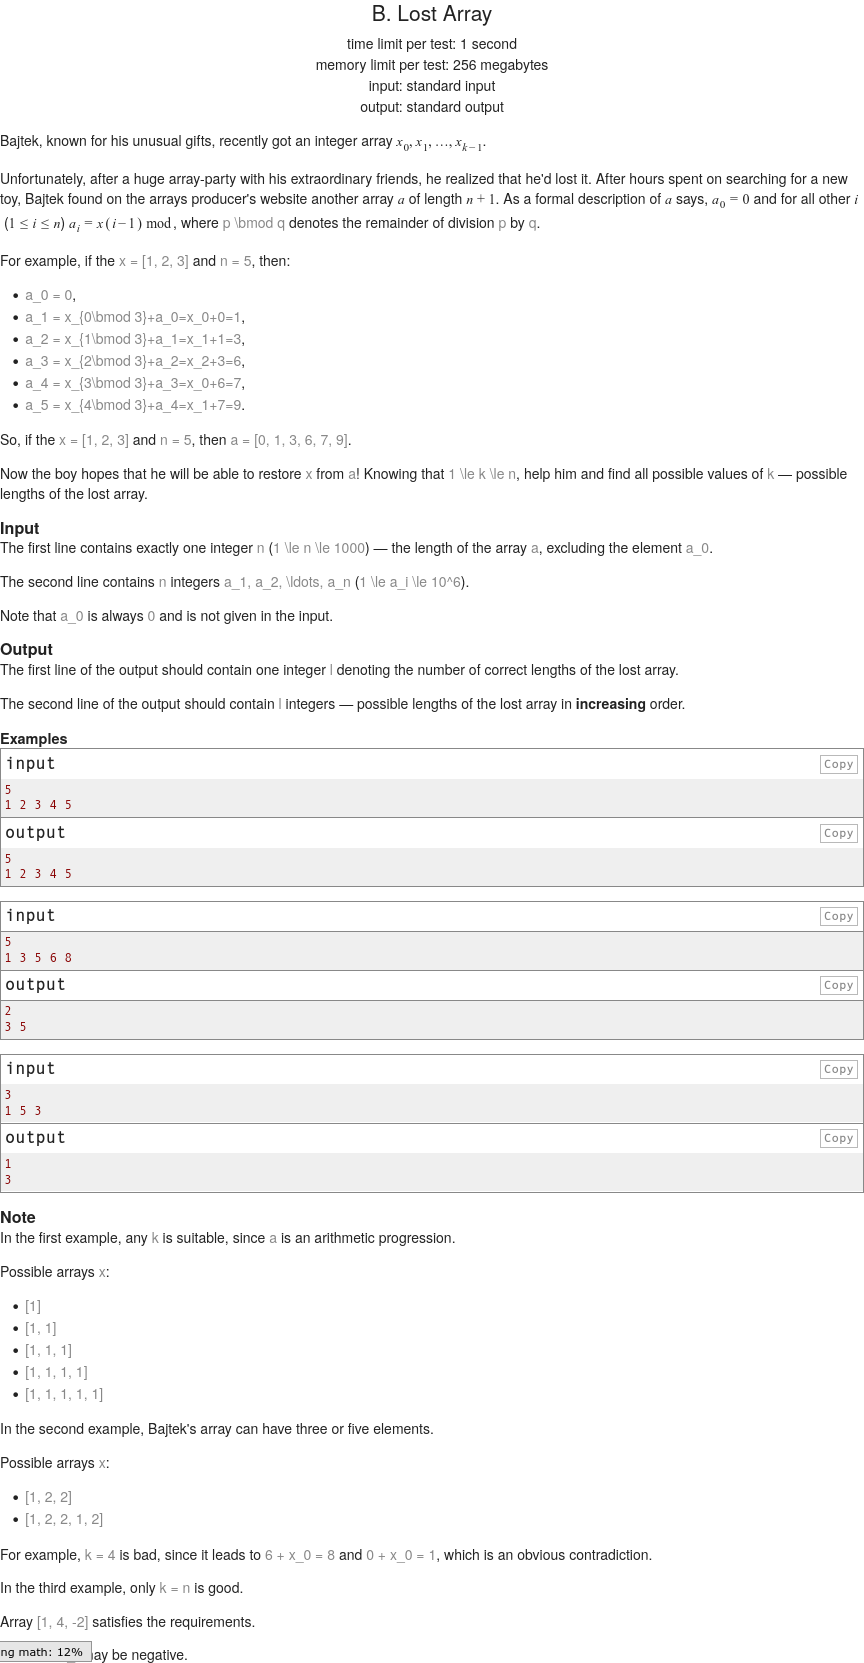 B. Lost Array
time limit per test: 1 second
memory limit per test: 256 megabytes
input: standard input
output: standard output
Bajtek, known for his unusual gifts, recently got an integer array x_0, x_1, …, x_{k−1}.
Unfortunately, after a huge array-party with his extraordinary friends, he realized that he'd lost it. After hours spent on searching for a new
toy, Bajtek found on the arrays producer's website another array a of length n + 1. As a formal description of a says, a_0 = 0 and for all other i
(1 ≤ i ≤ n) a_i = x(i−1) mod, where p \bmod q denotes the remainder of division p by q.
For example, if the x = [1, 2, 3] and n = 5, then:
• a_0 = 0,
• a_1 = x_{0\bmod 3}+a_0=x_0+0=1,
• a_2 = x_{1\bmod 3}+a_1=x_1+1=3,
• a_3 = x_{2\bmod 3}+a_2=x_2+3=6,
• a_4 = x_{3\bmod 3}+a_3=x_0+6=7,
• a_5 = x_{4\bmod 3}+a_4=x_1+7=9.
So, if the x = [1, 2, 3] and n = 5, then a = [0, 1, 3, 6, 7, 9].
Now the boy hopes that he will be able to restore x from a! Knowing that 1 \le k \le n, help him and find all possible values of k — possible
lengths of the lost array.
Input
The first line contains exactly one integer n (1 \le n \le 1000) — the length of the array a, excluding the element a_0.
The second line contains n integers a_1, a_2, \ldots, a_n (1 \le a_i \le 10^6).
Note that a_0 is always 0 and is not given in the input.
Output
The first line of the output should contain one integer l denoting the number of correct lengths of the lost array.
The second line of the output should contain l integers — possible lengths of the lost array in increasing order.
Examples
input
Copy
5
1 2 3 4 5
output
Copy
5
1 2 3 4 5
input
Copy
5
1 3 5 6 8
output
Copy
2
3 5
input
Copy
3
1 5 3
output
Copy
1
3
Note
In the first example, any k is suitable, since a is an arithmetic progression.
Possible arrays x:
• [1]
• [1, 1]
• [1, 1, 1]
• [1, 1, 1, 1]
• [1, 1, 1, 1, 1]
In the second example, Bajtek's array can have three or five elements.
Possible arrays x:
• [1, 2, 2]
• [1, 2, 2, 1, 2]
For example, k = 4 is bad, since it leads to 6 + x_0 = 8 and 0 + x_0 = 1, which is an obvious contradiction.
In the third example, only k = n is good.
Array [1, 4, -2] satisfies the requirements.
ng math: 12% may be negative.